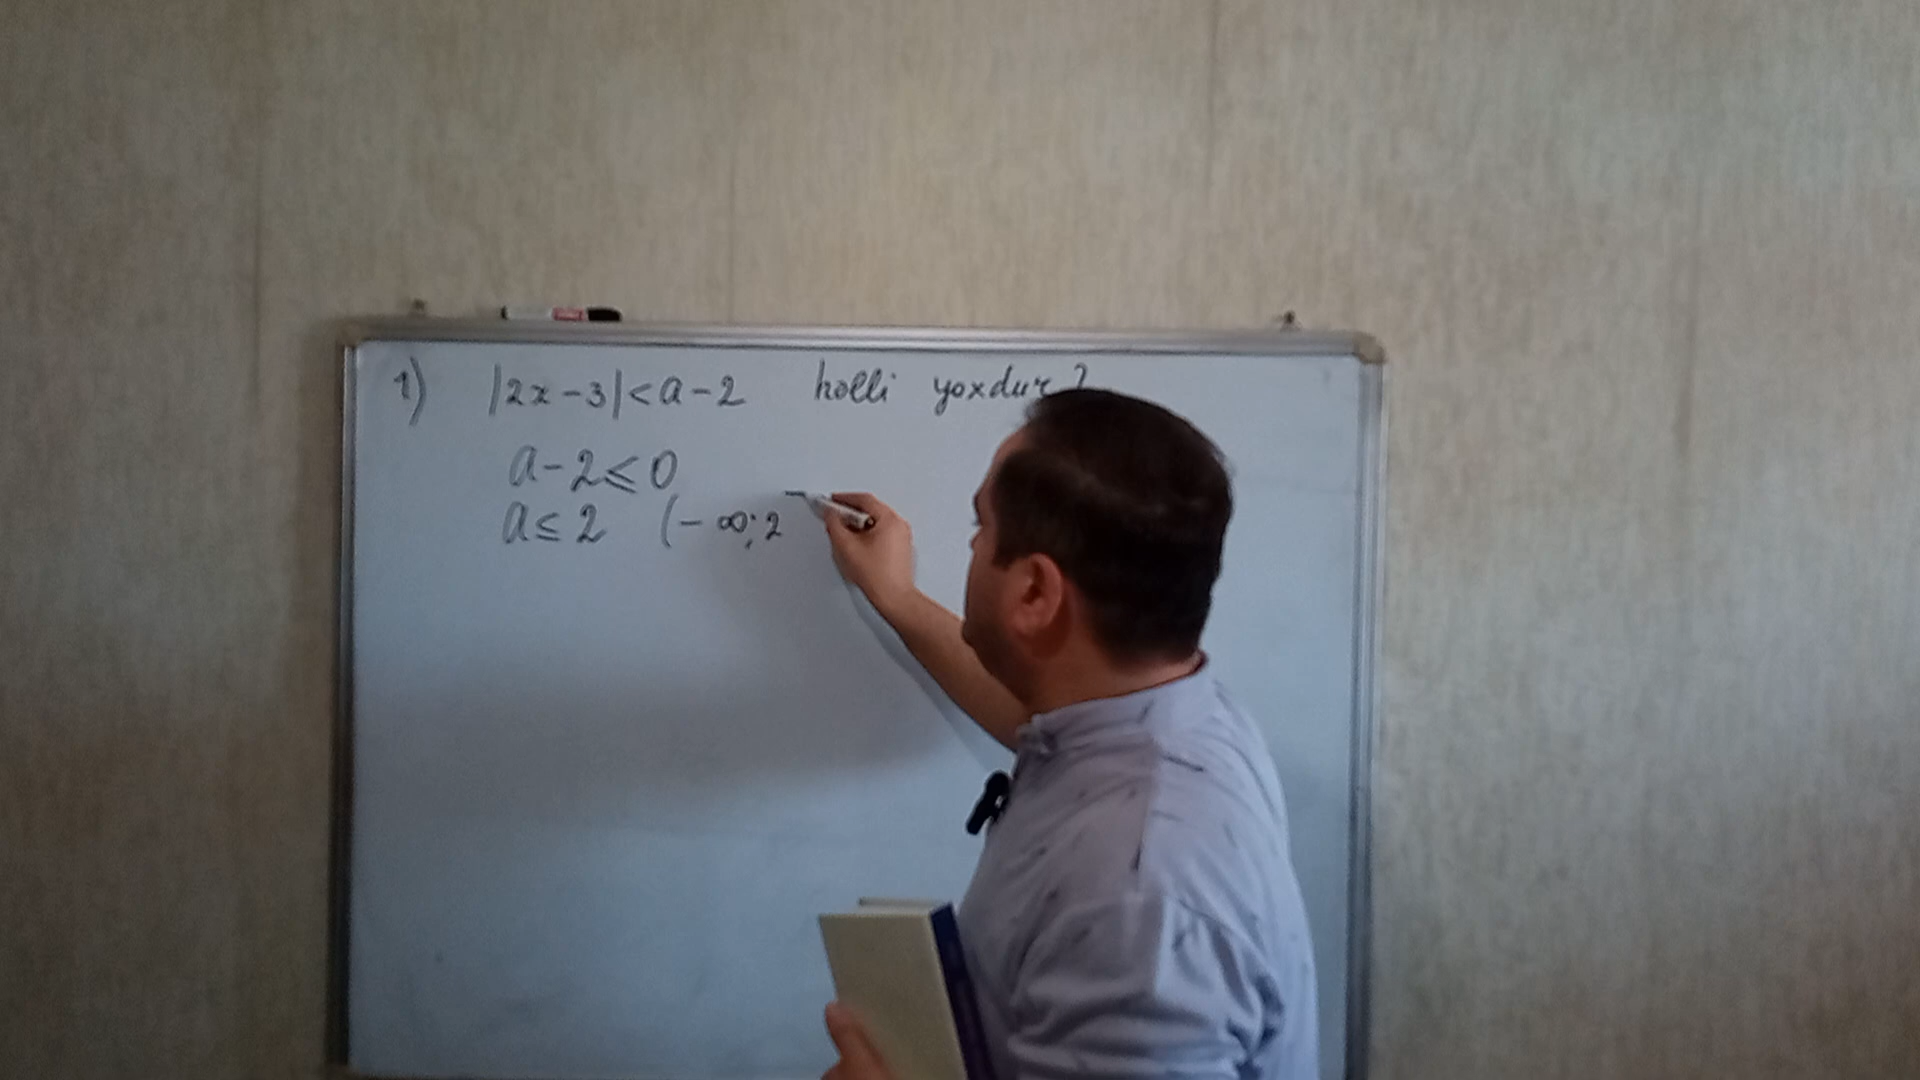 1) |2x-3|<a-2 həlli yoxdur?
a-2⩽0
a≤2 (-∞;2